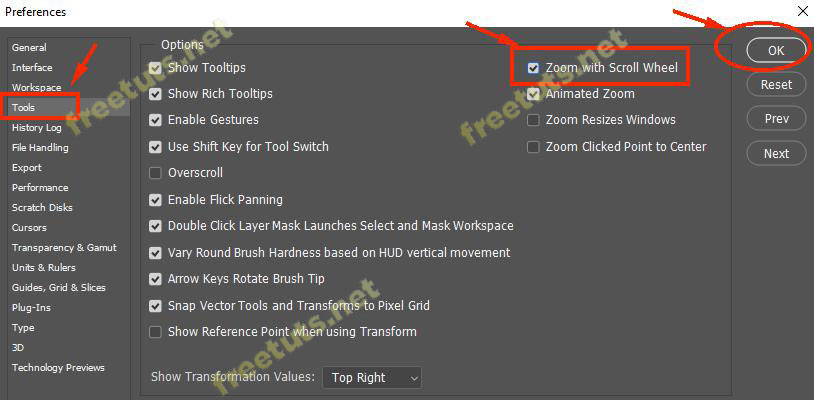 Preferences
General
Interface
Workspace
Tools
History Log
File Handling
Export
Performance
Scratch Disks
Cursors
Transparency & Gamut
Units & Rulers
Guides, Grid & Slices
Plug-Ins
Type
3D
Technology Previews
Options
Show Tooltips
Show Rich Tooltips
Enable Gestures
Use Shift Key for Tool Switch
Overscroll
Enable Flick Panning
Double Click Layer Mask Launches Select and Mask Workspace
Vary Round Brush Hardness based on HUD vertical movement
Arrow Keys Rotate Brush Tip
Snap Vector Tools and Transforms to Pixel Grid
Show Reference Point when using Transform
Show Transformation Values: Top Right
Zoom with Scroll Wheel
Animated Zoom
Zoom Resizes Windows
Zoom Clicked Point to Center
OK
Reset
Prev
Next
freetuts.net
freetuts.net
freetuts.net